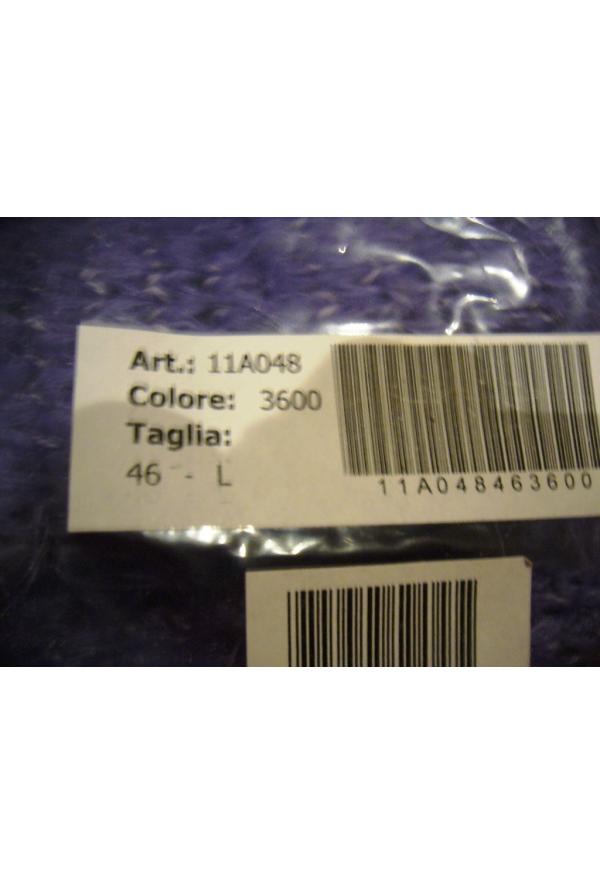 Art.: 11A048
Colore: 3600
Taglia:
46 - L
11A048463600